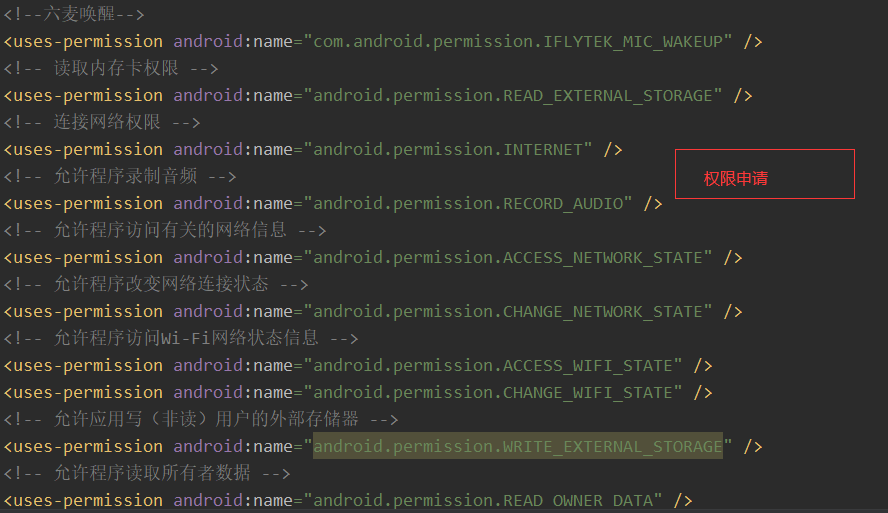 <!--六麦唤醒-->
<uses-permission android:name="com.android.permission.IFLYTEK_MIC_WAKEUP" />
<!-- 读取内存卡权限 -->
<uses-permission android:name="android.permission.READ_EXTERNAL_STORAGE" />
<!-- 连接网络权限 -->
<uses-permission android:name="android.permission.INTERNET" />
<!-- 允许程序录制音频 -->
权限申请
<uses-permission android:name="android.permission.RECORD_AUDIO" />
<!-- 允许程序访问有关的网络信息 -->
<uses-permission android:name="android.permission.ACCESS_NETWORK_STATE" />
<!-- 允许程序改变网络连接状态 -->
<uses-permission android:name="android.permission.CHANGE_NETWORK_STATE" />
<!-- 允许程序访问Wi-Fi网络状态信息 -->
<uses-permission android:name="android.permission.ACCESS_WIFI_STATE" />
<uses-permission android:name="android.permission.CHANGE_WIFI_STATE" />
<!-- 允许应用写（非读）用户的外部存储器 -->
<uses-permission android:name="android.permission.WRITE_EXTERNAL_STORAGE" />
<!-- 允许程序读取所有者数据 -->
<uses-permission android:name="android.permission.READ_OWNER_DATA" />